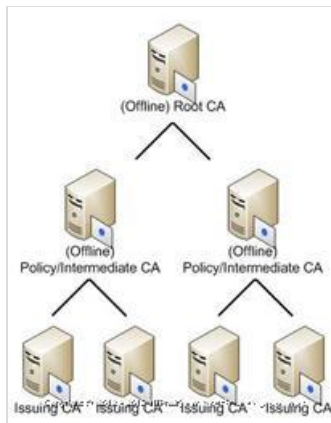 (Offline) Root CA
(Offline)
Policy/Intermediate CA
(Offline)
Policy/Intermediate CA
Issuing CA
Issuing CA
Issuing CA
Issuing CA